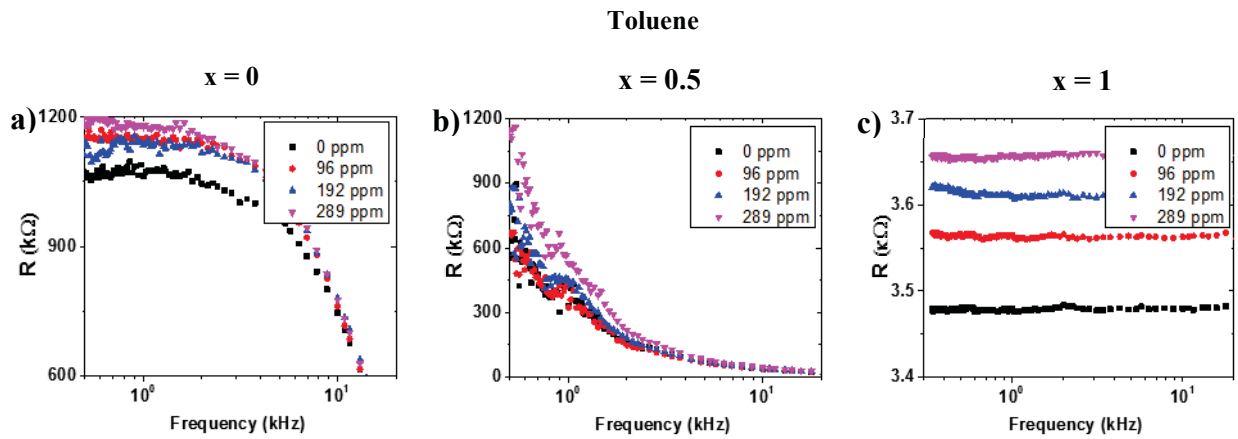 Toluene
x = 0
x = 0.5
x = 1
a)
1200
900
600
R (kΩ)
10⁰
10¹
Frequency (kHz)
0 ppm
96 ppm
192 ppm
289 ppm
b)
1200
900
600
300
0
R (kΩ)
10⁰
10¹
Frequency (kHz)
0 ppm
96 ppm
192 ppm
289 ppm
c)
3.7
3.6
3.5
3.4
R (κΩ)
10⁰
10¹
Frequency (kHz)
0 ppm
96 ppm
192 ppm
289 ppm